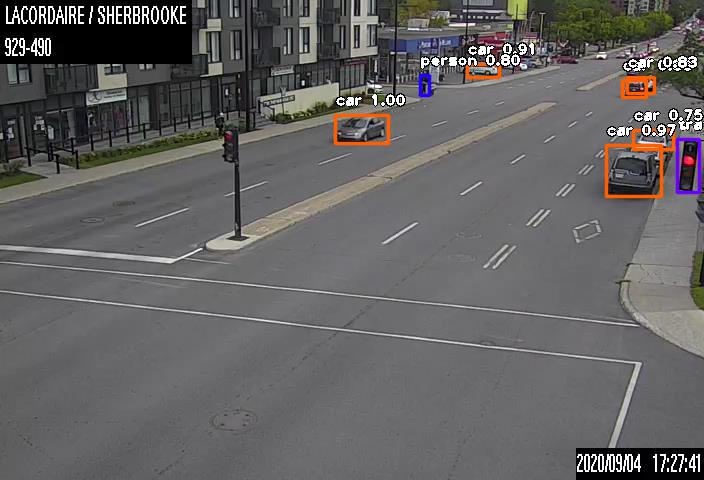 LACORDAIRE / SHERBROOKE
929-490
car 0.91
person 0.80
0.83
car 1.00
car 0.75
car 0.97
tra
2020/09/04 17:27:41